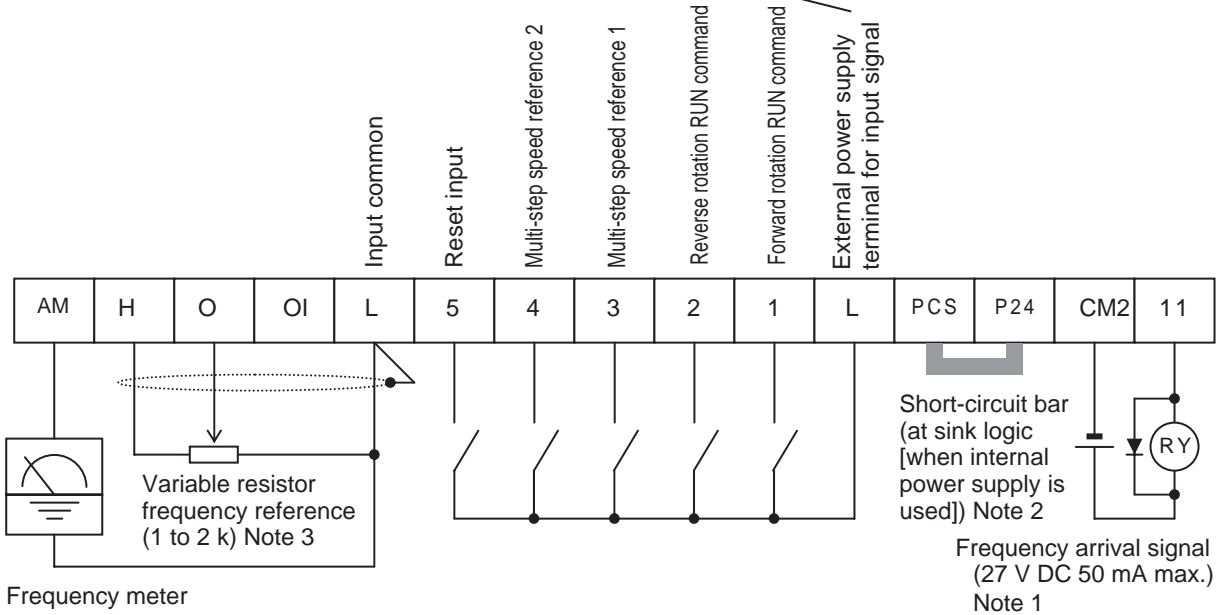 Input common
Reset input
Multi-step speed reference 2
Multi-step speed reference 1
Reverse rotation RUN command
Forward rotation RUN command
External power supply
terminal for input signal
AM H O OI L 5 4 3 2 1 L PCS P24 CM2 11
Variable resistor
frequency reference
(1 to 2 k) Note 3
Short-circuit bar
(at sink logic
[when internal
power supply is
used]) Note 2
RY
Frequency arrival signal
(27 V DC 50 mA max.)
Note 1
Frequency meter